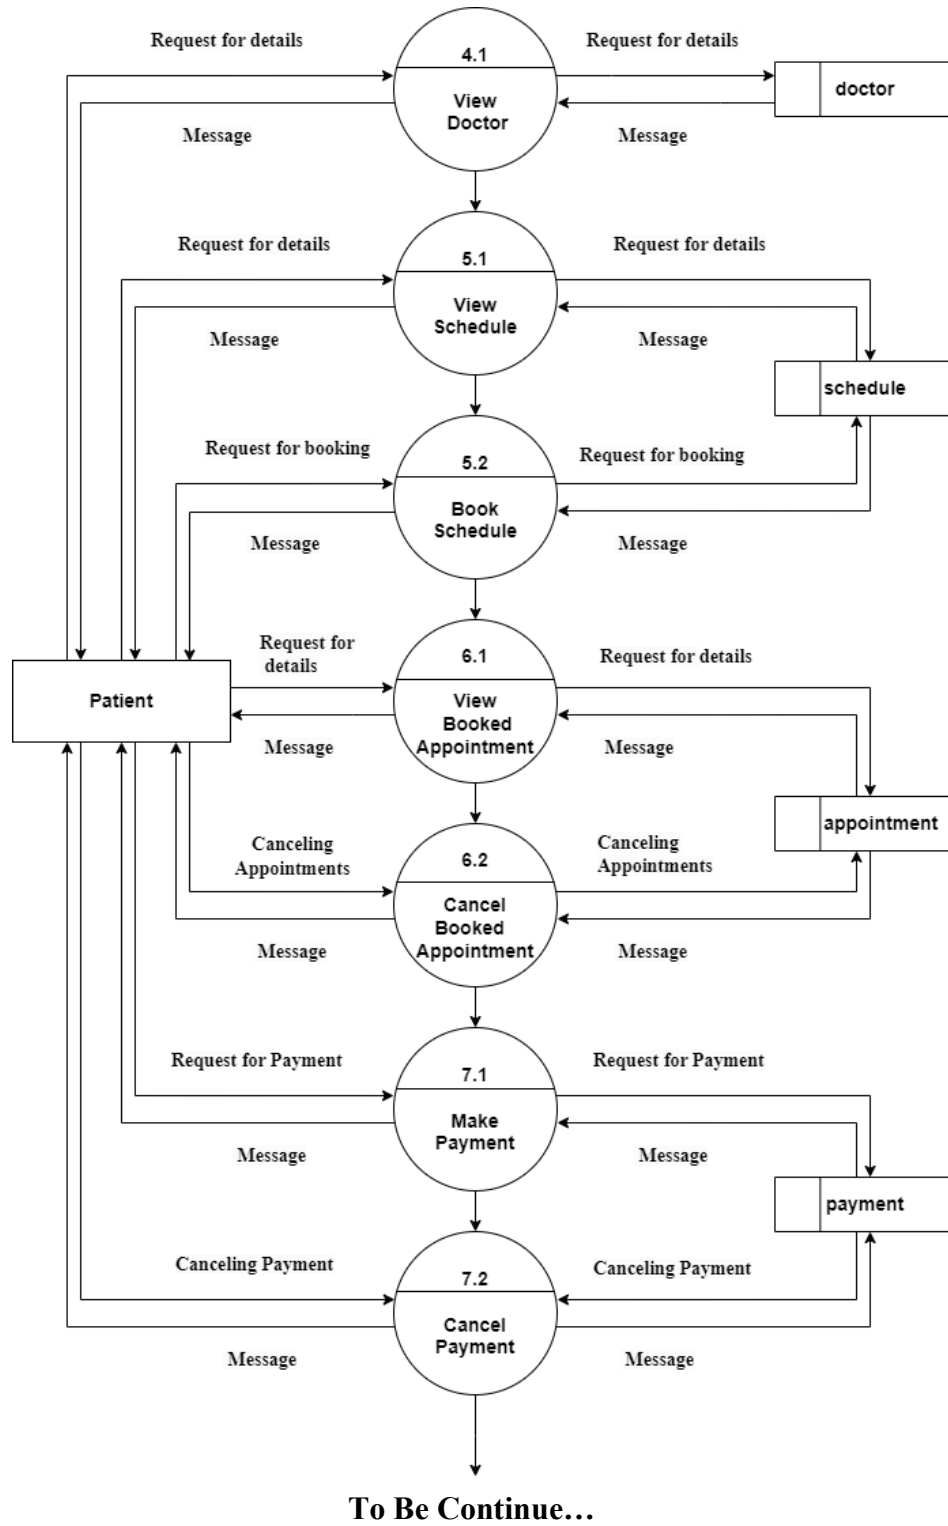 Request for details
Request for details
4.1
View
Doctor
doctor
Message
Message
Request for details
Request for details
5.1
View
Schedule
Message
Message
schedule
Request for booking
Request for booking
5.2
Book
Schedule
Message
Message
Request for
details
Request for details
6.1
View
Booked
Appointment
Patient
Message
Message
appointment
Canceling
Appointments
Canceling
Appointments
6.2
Cancel
Booked
Appointment
Message
Message
Request for Payment
Request for Payment
7.1
Make
Payment
Message
Message
payment
Canceling Payment
Canceling Payment
7.2
Cancel
Payment
Message
Message
To Be Continue…